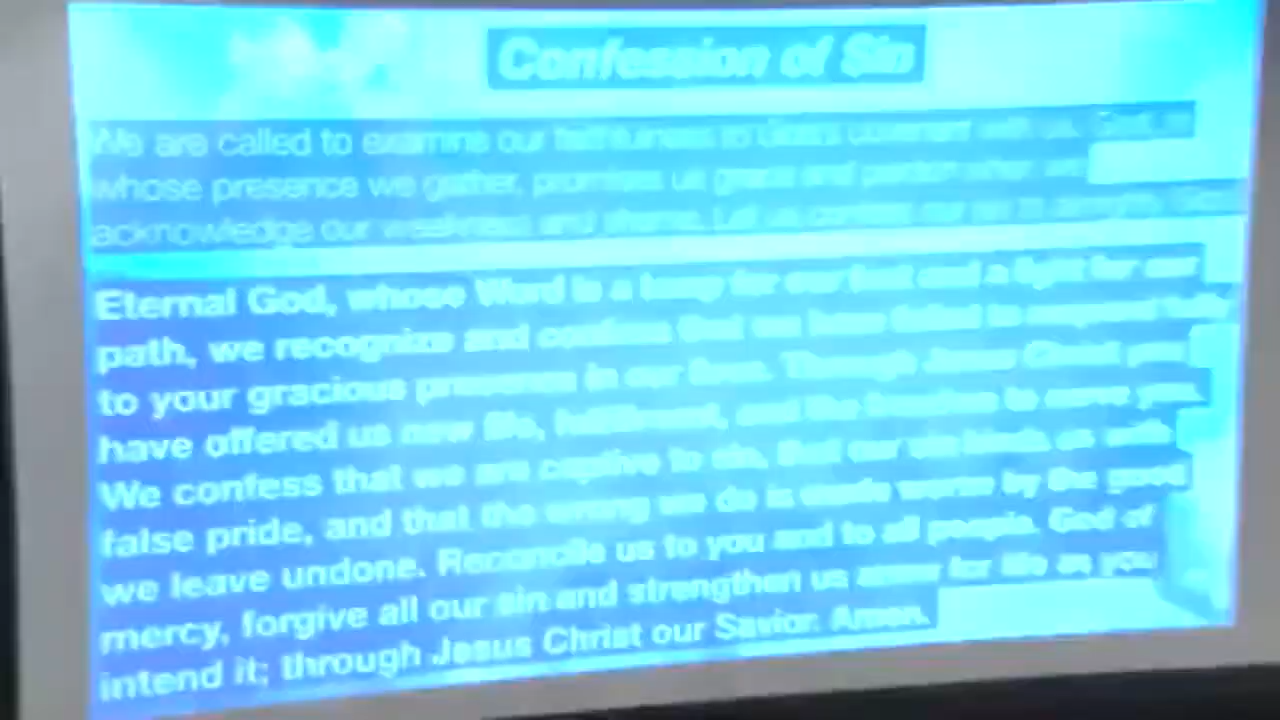 Confession of Sin
We are called to examine our faithfulness to God's covenant with us. God, in
whose presence we gather, promises us grace and pardon when we
acknowledge our weakness and shame. Let us confess our sin in
Eternal God, whose Word is a lamp for our feet and a light for our
path, we recognize and confess that we have failed to respond
to your gracious presence in our lives. Through Jesus Christ you
have offered us new life, fulfillment, and the freedom to serve you.
We confess that we are captive to sin, that our sin us with
false pride, and that the wrong we do is made worse by the good
we leave undone. Reconcile us to you and to all people. God of
mercy, forgive all our sin and strengthen us anew for life as you
intend it; through Jesus Christ our Savior. Amen.